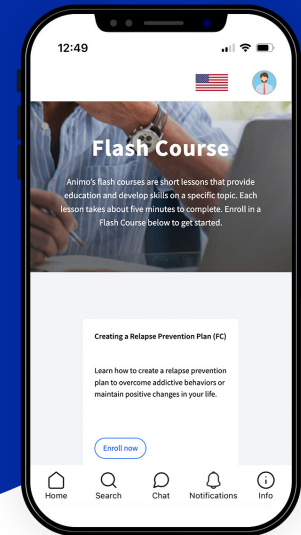 12:49
Flash Course
Animo's flash courses are short lessons that provide
education and develop skills on a specific topic. Each
lesson takes about five minutes to complete. Enroll in a
Flash Course below to get started.
Creating a Relapse Prevention Plan (FC)
Learn how to create a relapse prevention
plan to overcome addictive behaviors or
maintain positive changes in your life.
Enroll now
Home Search Chat Notifications Info